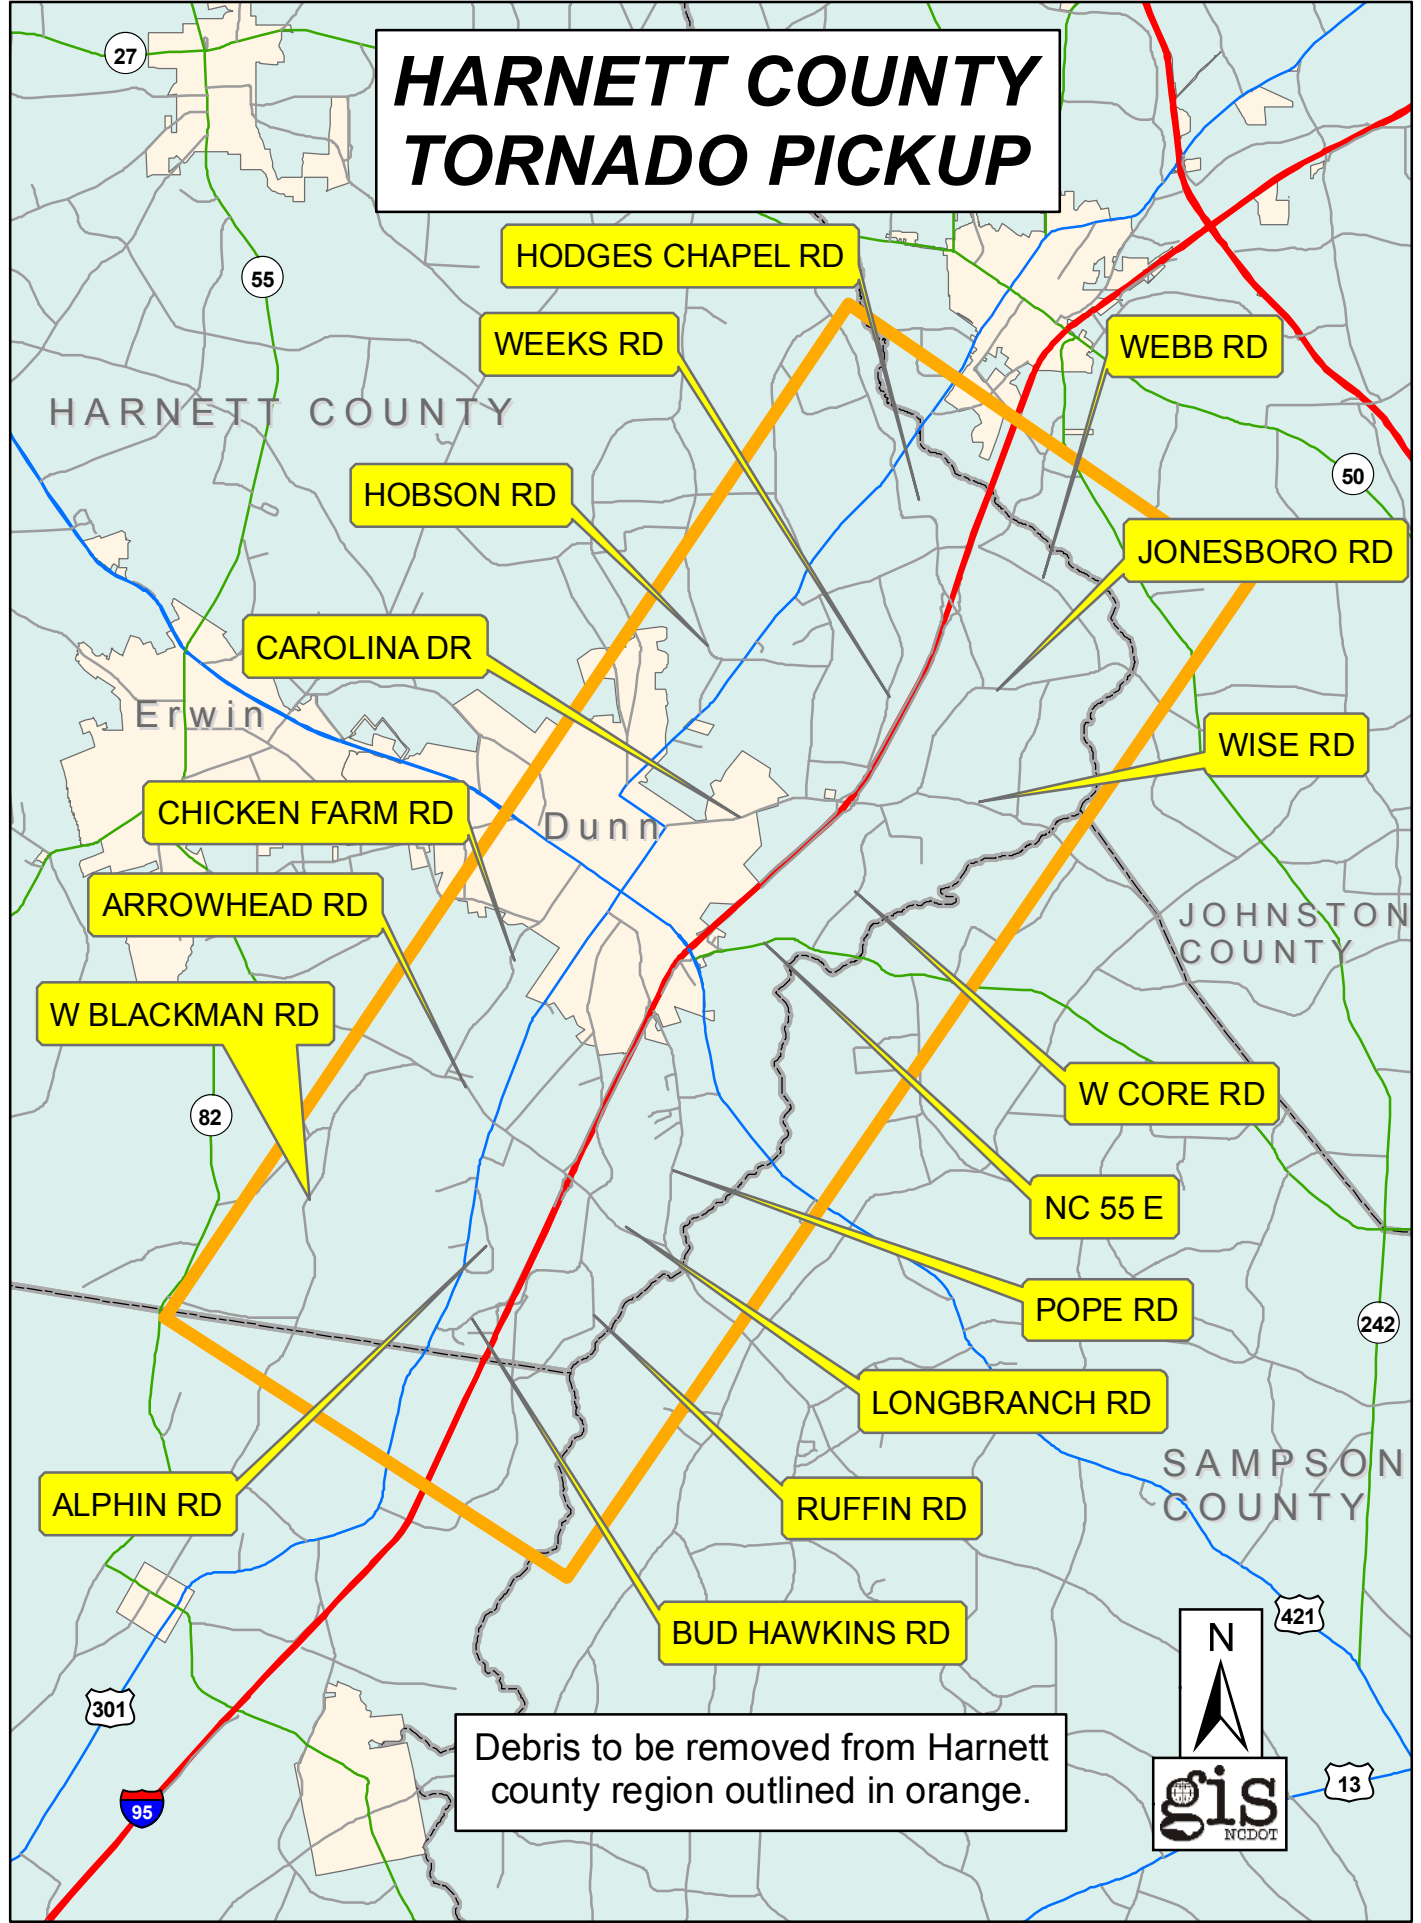 HARNETT COUNTY
TORNADO PICKUP
27
55
HODGES CHAPEL RD
WEEKS RD
WEBB RD
HARNETT COUNTY
50
HOBSON RD
JONESBORO RD
CAROLINA DR
Erwin
WISE RD
CHICKEN FARM RD
Dunn
ARROWHEAD RD
JOHNSTON
COUNTY
W BLACKMAN RD
82
W CORE RD
NC 55 E
POPE RD
242
LONGBRANCH RD
SAMPSON
COUNTY
ALPHIN RD
RUFFIN RD
421
BUD HAWKINS RD
N
301
Debris to be removed from Harnett
county region outlined in orange.
13
95
gis
NCDOT